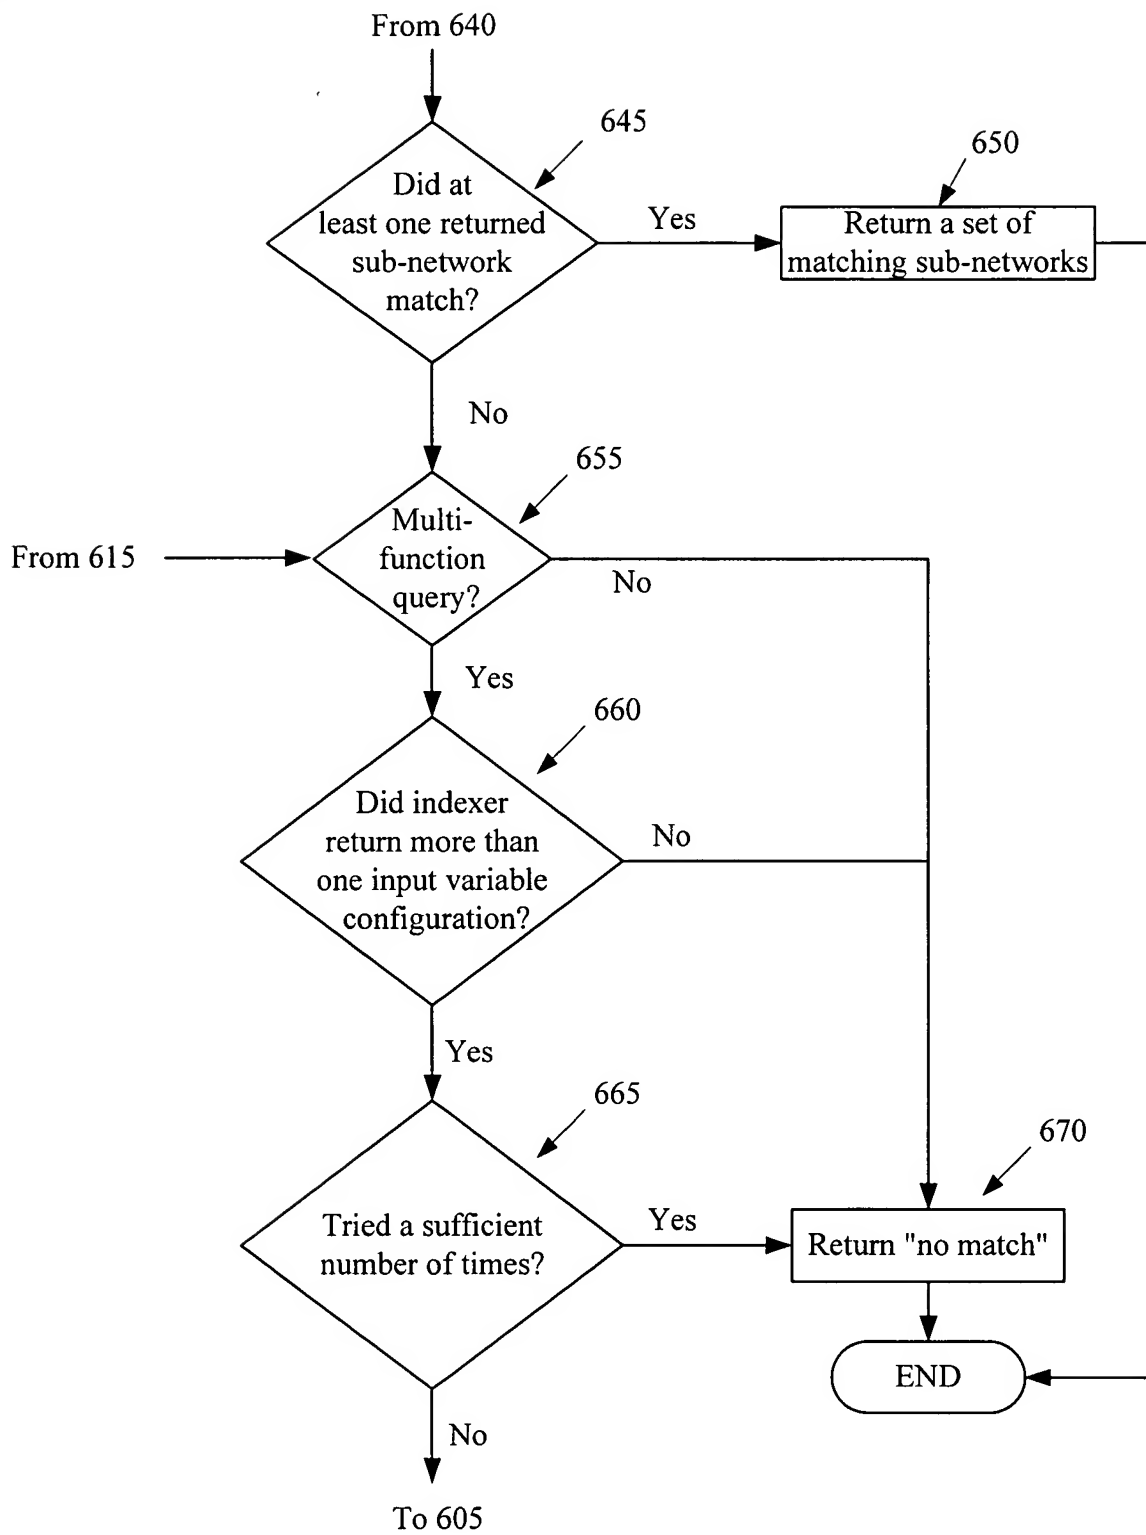 From 640
645
Did at
least one returned
sub-network
match?
Yes
650
Return a set of
matching sub-networks
No
655
From 615
Multi-
function
query?
No
Yes
660
Did indexer
return more than
one input variable
configuration?
No
Yes
665
Tried a sufficient
number of times?
Yes
670
Return "no match"
END
No
To 605